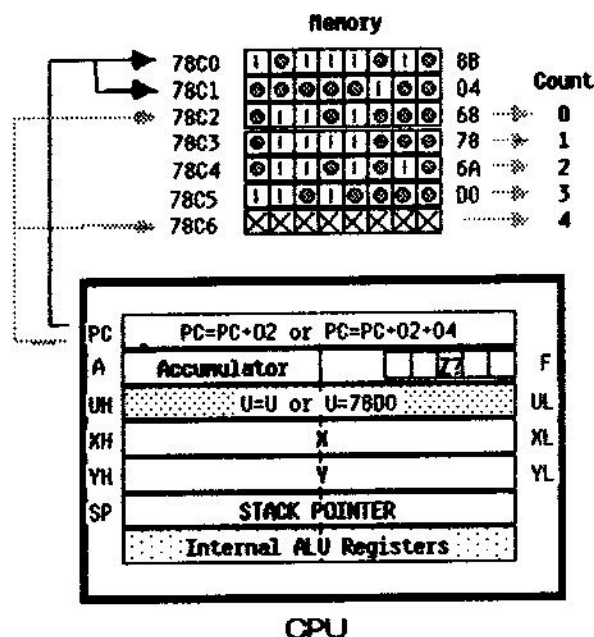 Memory
Count
78C0 8B
78C1 04
78C2 68 0
78C3 78 1
78C4 6A 2
78C5 D0 3
78C6 4
PC PC=PC+02 or PC=PC+02+04
A Accumulator Z? F
UH U=U or U=78D0 UL
XH X XL
YH Y YL
SP STACK POINTER
Internal ALU Registers
CPU